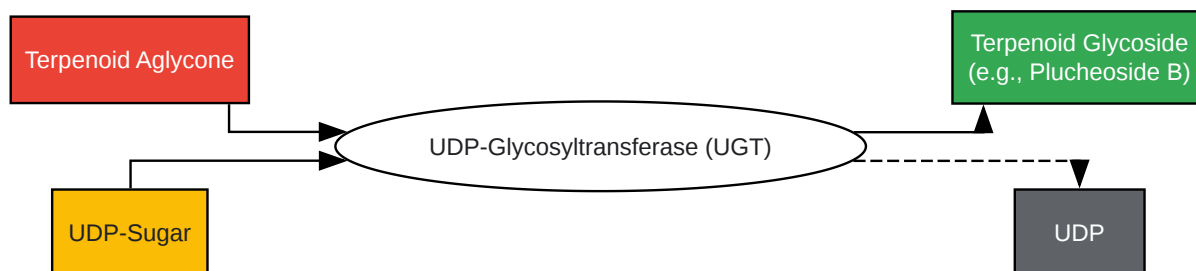 Terpenoid Aglycone
Terpenoid Glycoside
(e.g., Plucheoside B)
UDP-Glycosyltransferase (UGT)
UDP-Sugar
UDP